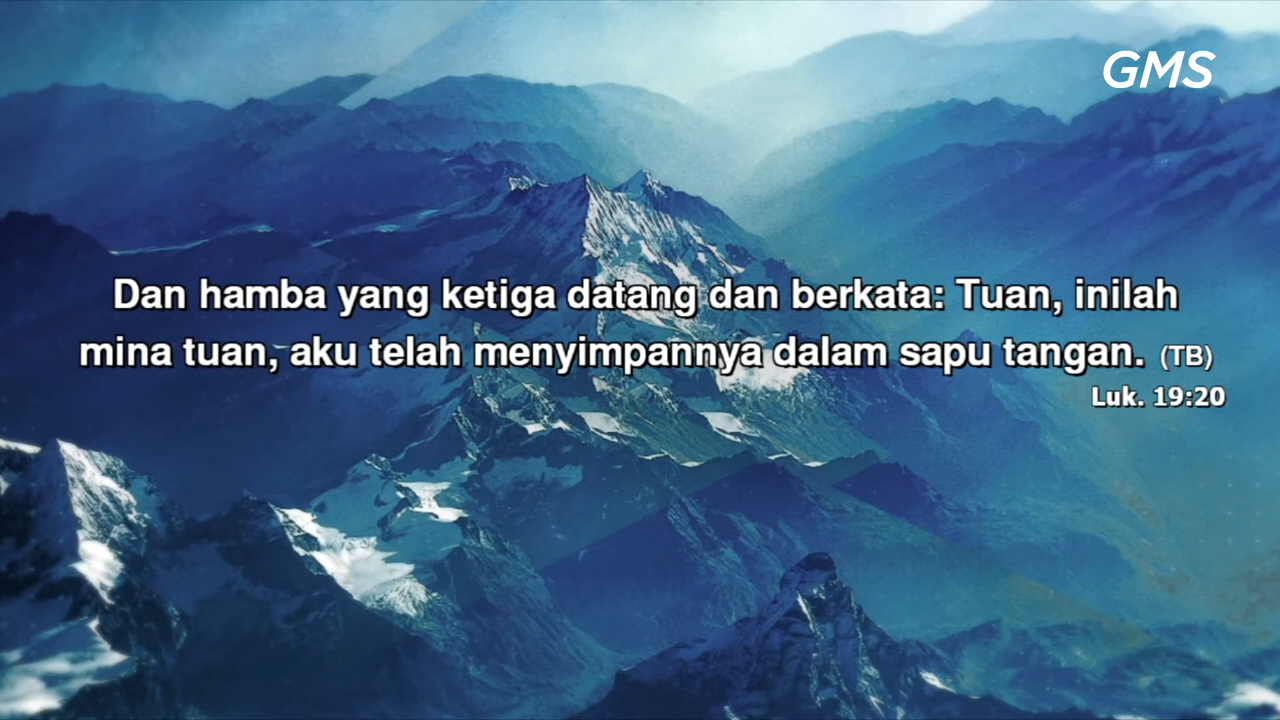 GMS
Dan hamba yang ketiga datang dan berkata: Tuan, inilah
mina tuan, aku telah menyimpannya dalam sapu tangan. (TB)
Luk. 19:20